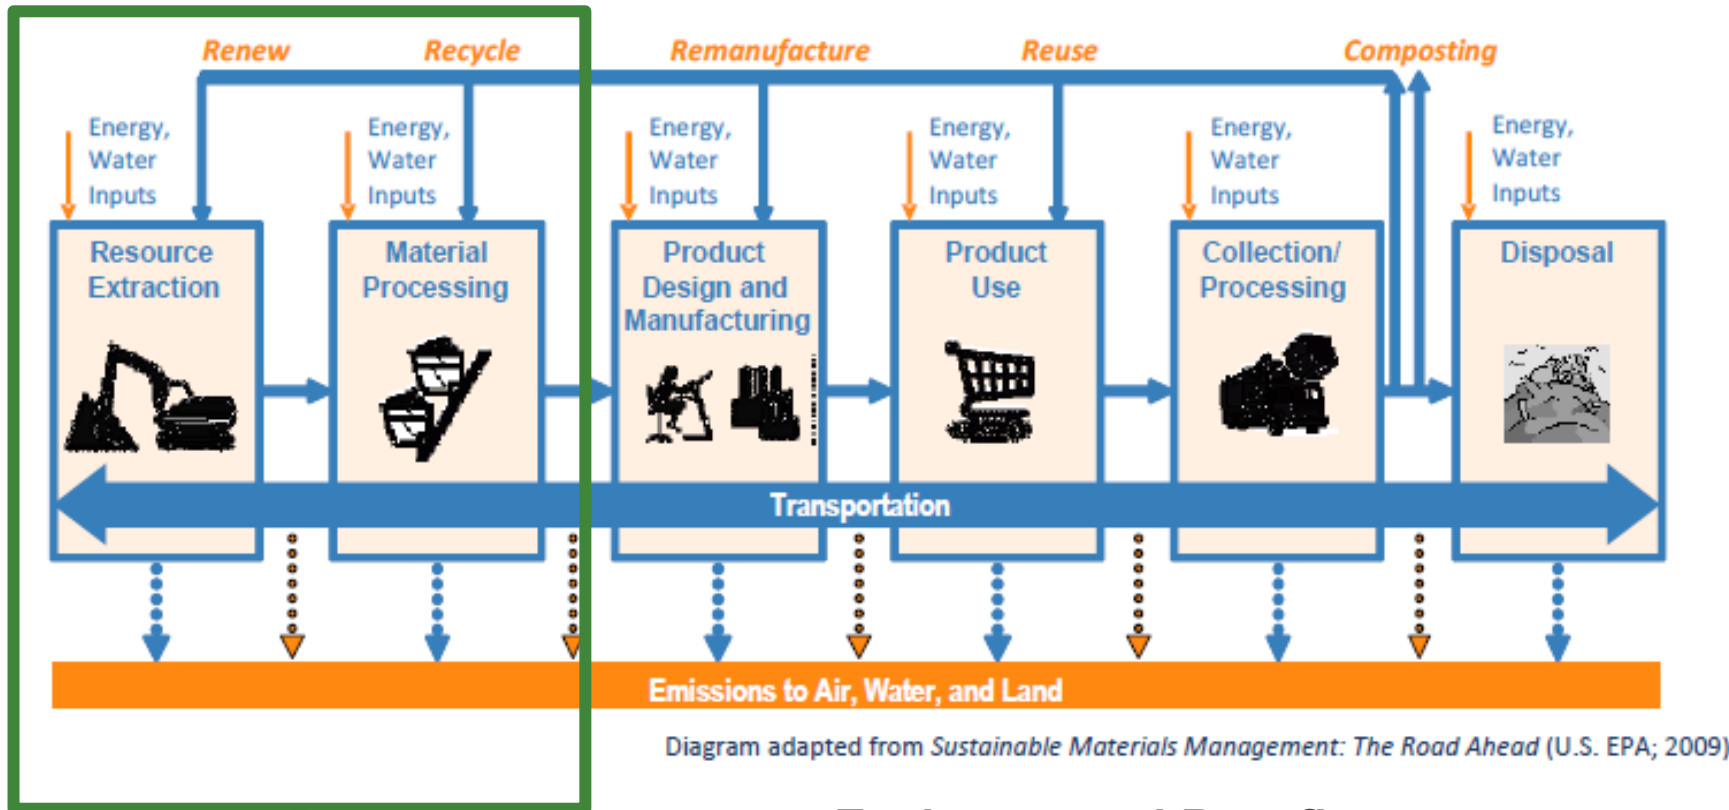 Renew
Recycle
Remanufacture
Reuse
Composting
Energy,
Water
Inputs
Energy,
Water
Inputs
Energy,
Water
Inputs
Energy,
Water
Inputs
Energy,
Water
Inputs
Energy,
Water
Inputs
Resource
Extraction
Material
Processing
Product
Design and
Manufacturing
Product
Use
Collection/
Processing
Disposal
Transportation
Emissions to Air, Water, and Land
Diagram adapted from Sustainable Materials Management: The Road Ahead (U.S. EPA; 2009)